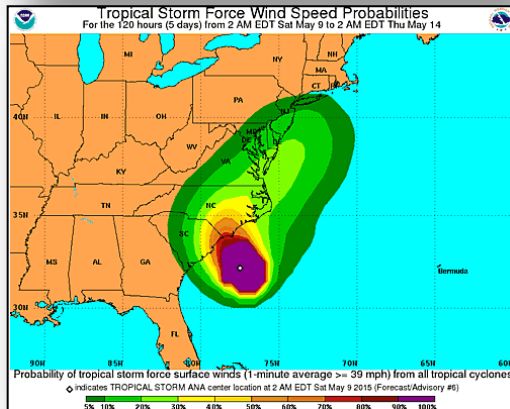 Tropical Storm Force Wind Speed Probabilities
For the 120 hours (5 days) from 2 AM EDT Sat May 9 to 2 AM EDT Thu May 14
MI
NY
NH
MA
CT RI
40N
PA
NJ
IL
IN
OH
MD
DC
DE
WV
VA
KY
35N
TN
NC
SC
MS
AL
GA
Bermuda
30N
FL
90W 85W 80W 75W 70W 65W 60W
Probability of tropical storm force surface winds (1-minute average >= 39 mph) from all tropical cyclones
indicates TROPICAL STORM ANA center location at 2 AM EDT Sat May 9 2015 (Forecast/Advisory #6)
5% 10% 20% 30% 40% 50% 60% 70% 80% 90% 100%